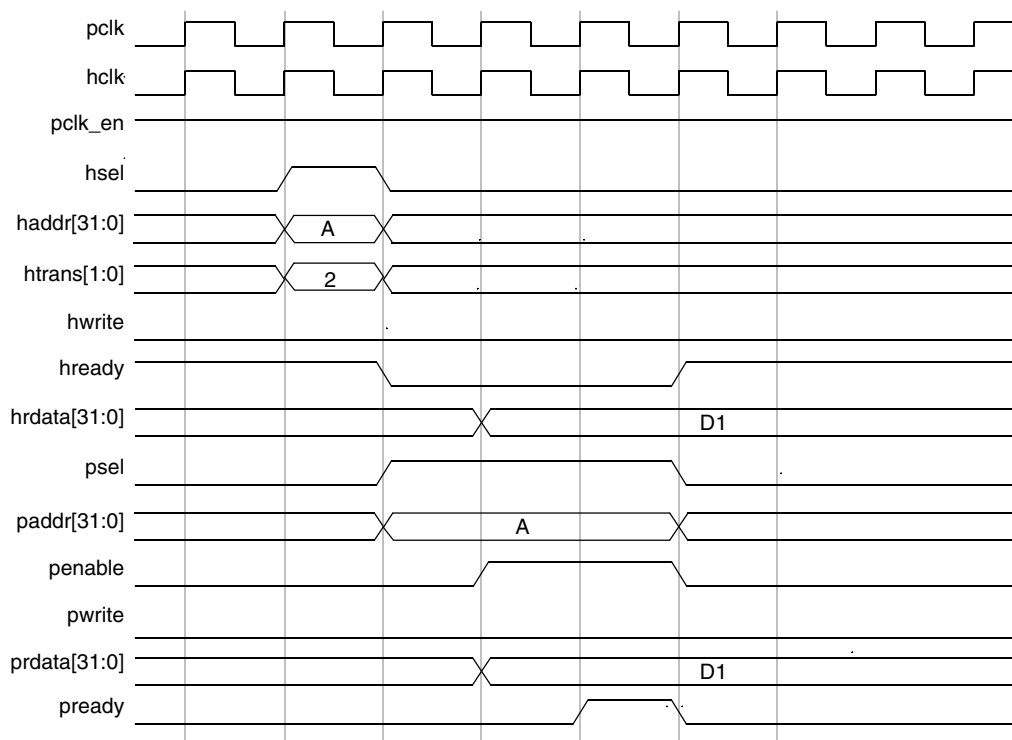 pclk
hclk
pclk_en
hsel
haddr[31:0]
A
htrans[1:0]
2
hwrite
hready
hrdata[31:0]
D1
psel
paddr[31:0]
A
penable
pwrite
prdata[31:0]
D1
pready